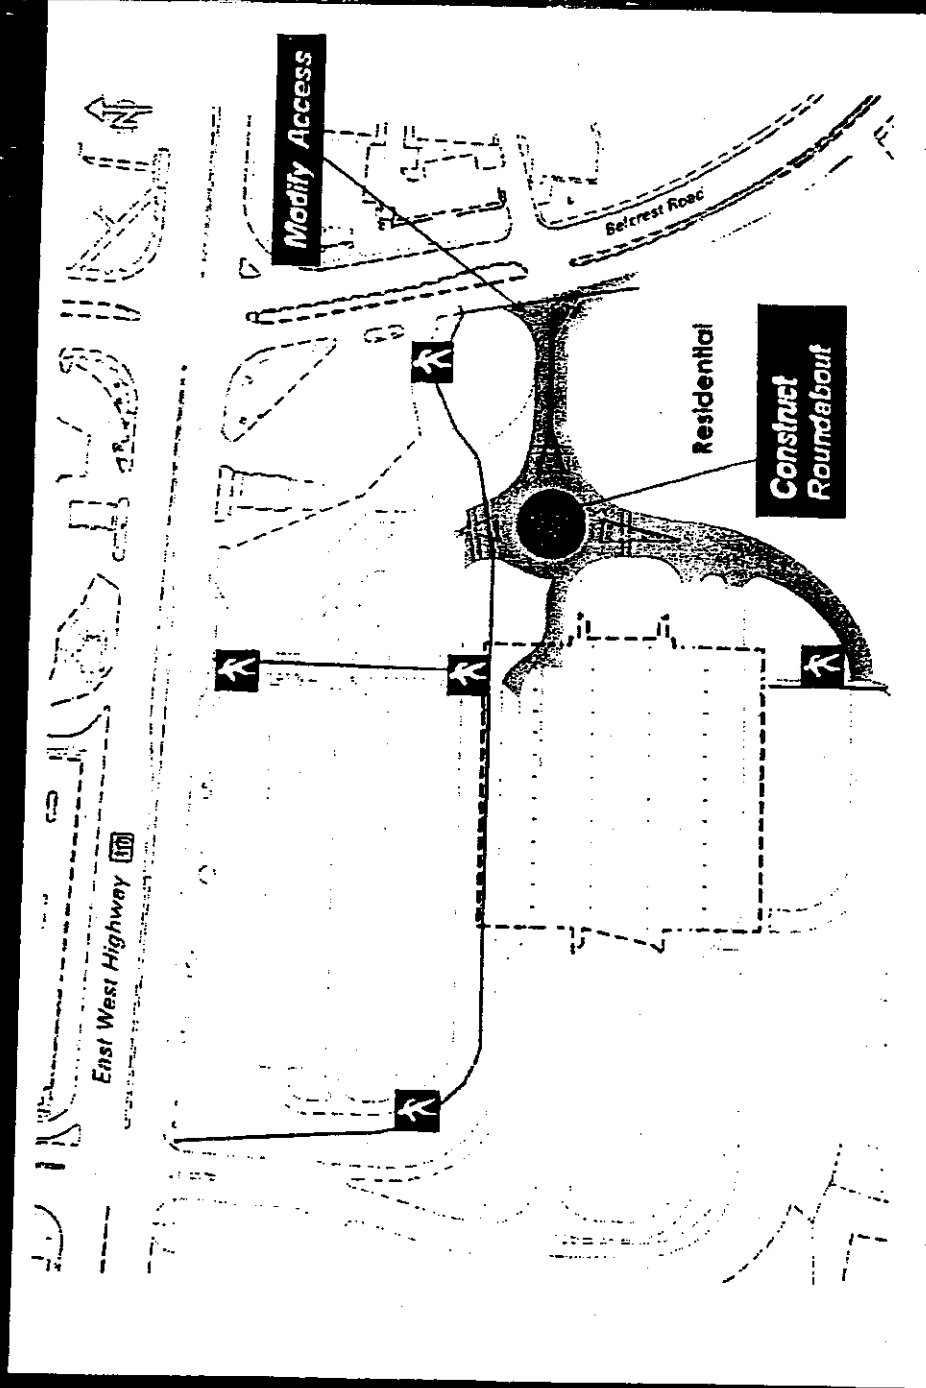 N
Modify Access
Belcrest Road
Residential
Construct
Roundabout
East West Highway 410